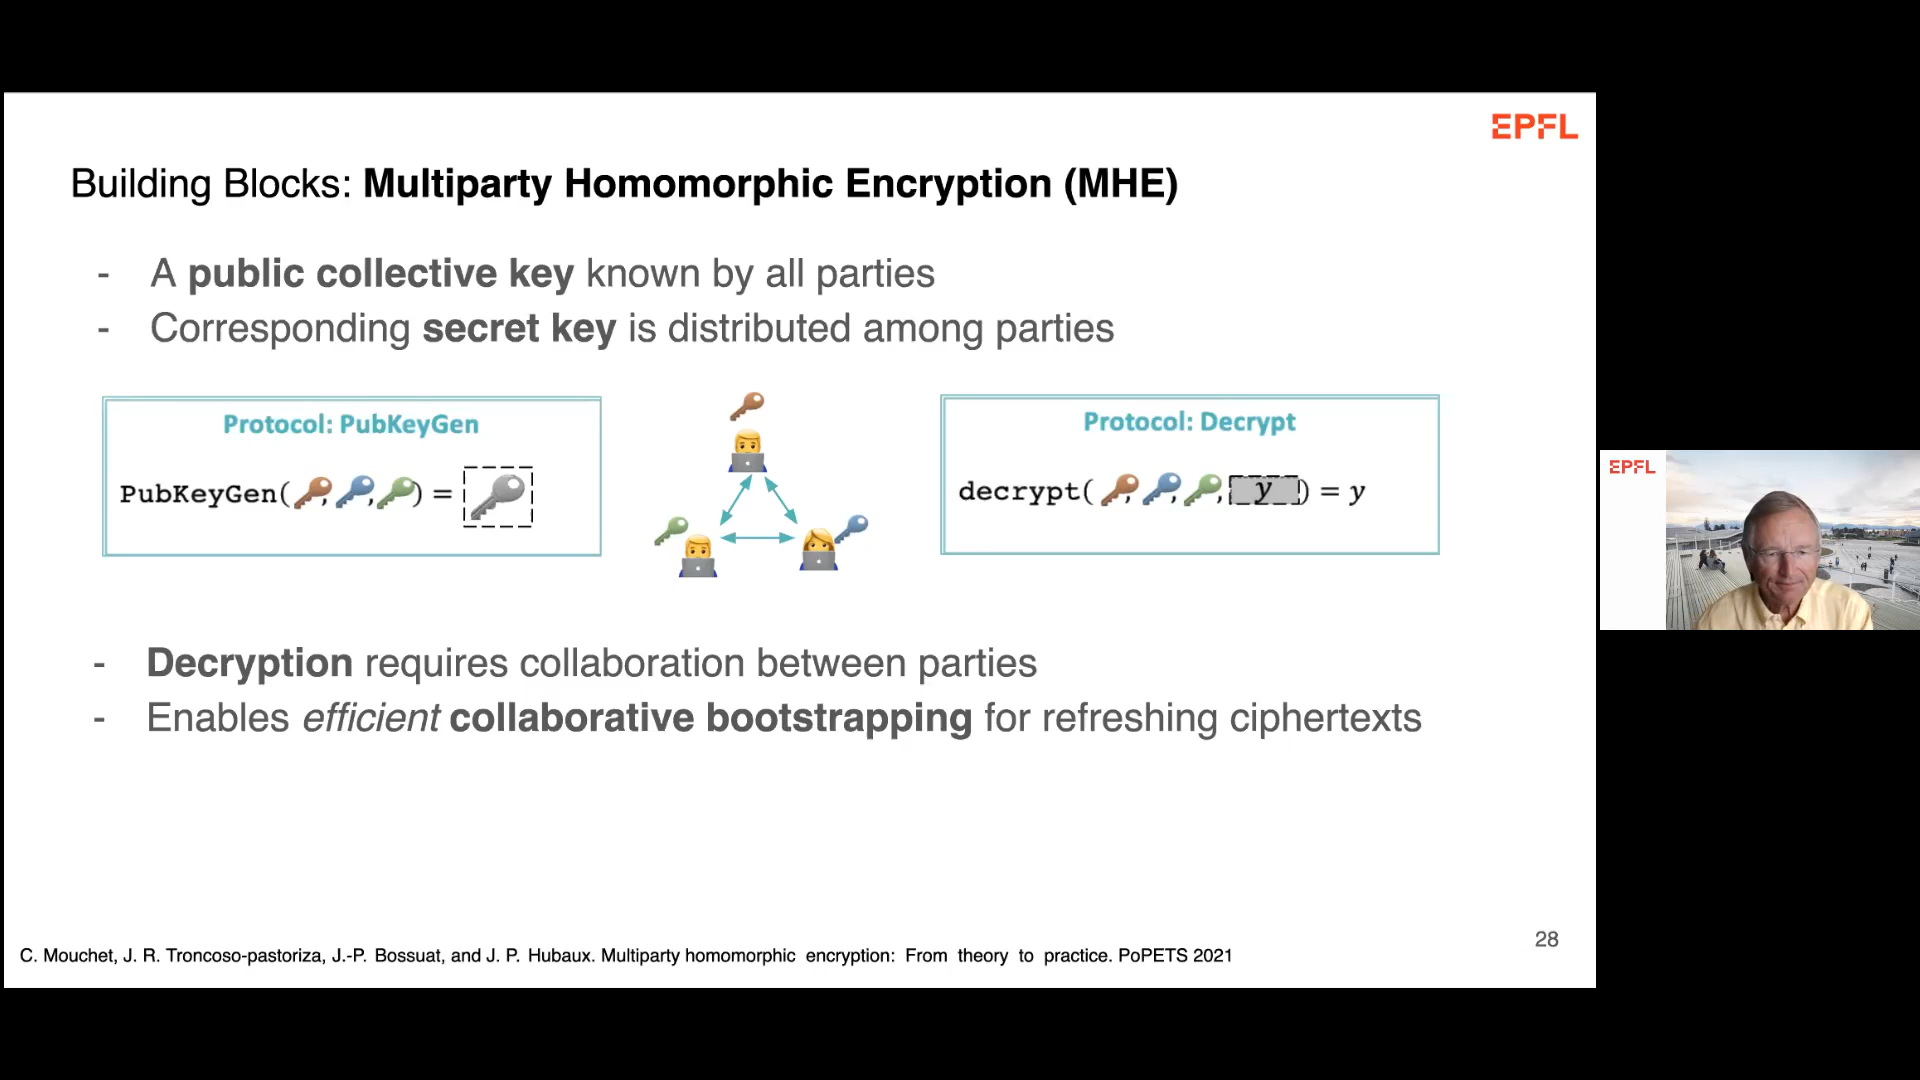 EPFL
Building Blocks: Multiparty Homomorphic Encryption (MHE)
- A public collective key known by all parties
- Corresponding secret key is distributed among parties
Protocol: PubKeyGen
PubKeyGen( , , ) =
Protocol: Decrypt
decrypt( , , , y ) = y
- Decryption requires collaboration between parties
- Enables efficient collaborative bootstrapping for refreshing ciphertexts
C. Mouchet, J. R. Troncoso-pastoriza, J.-P. Bossuat, and J. P. Hubaux. Multiparty homomorphic encryption: From theory to practice. PoPETS 2021
28
EPFL